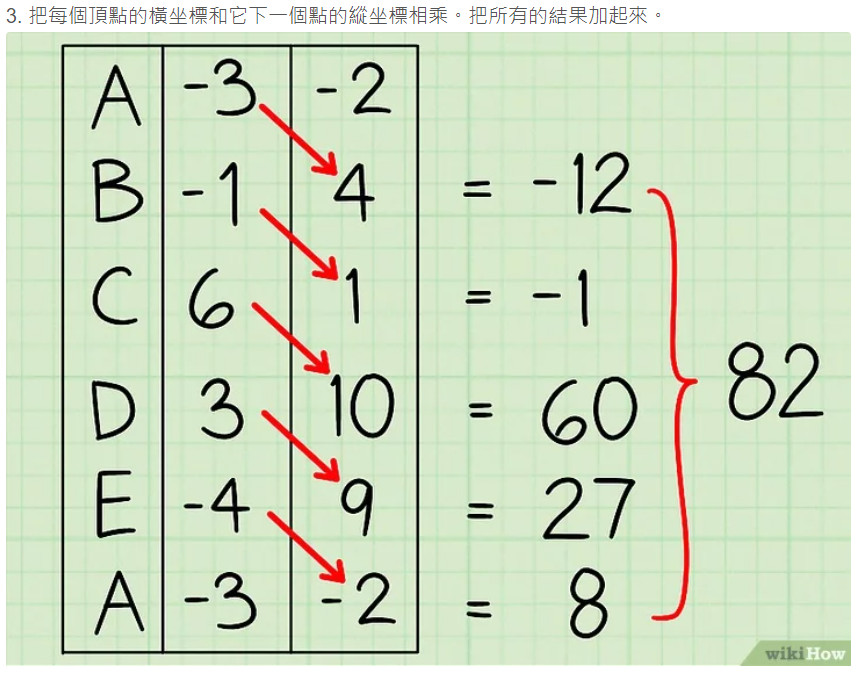 3. 把每個頂點的橫坐標和它下一個點的縱坐標相乘。把所有的結果加起來。
A -3 -2
B -1 4 = -12
C 6 1 = -1
82
D 3 10 = 60
E -4 9 = 27
A -3 -2 = 8
wikiHow